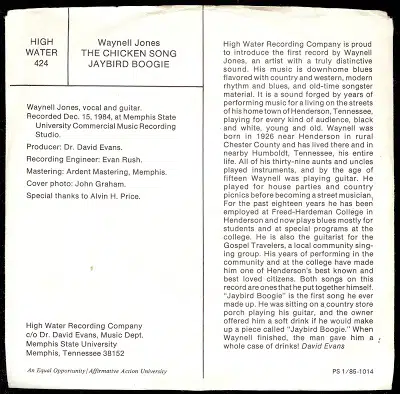 HIGH
WATER
424
Waynell Jones
THE CHICKEN SONG
JAYBIRD BOOGIE
Waynell Jones, vocal and guitar.
Recorded Dec. 15, 1984, at Memphis State
University Commercial Music Recording
Studio.
Producer: Dr. David Evans.
Recording Engineer: Evan Rush.
Mastering: Ardent Mastering, Memphis.
Cover photo: John Graham.
Special thanks to Alvin H. Price.
High Water Recording Company
c/o Dr. David Evans, Music Dept.
Memphis State University
Memphis, Tennessee 38152
An Equal Opportunity/Affirmative Action University
High Water Recording Company is proud
to introduce the first record by Waynell
Jones, an artist with a truly distinctive
sound. His music is downhome blues
flavored with country and western, modern
rhythm and blues, and old-time songster
material. It is a sound forged by years of
performing music for a living on the streets
of his home town of Henderson, Tennessee,
playing for every kind of audience, black
and white, young and old. Waynell was
born in 1926 near Henderson in rural
Chester County and has lived there and in
nearby Humboldt, Tennessee, his entire
life. All of his thirty-nine aunts and uncles
played instruments, and by the age of
fifteen Waynell was playing guitar. He
played for house parties and country
picnics before becoming a street musician.
For the past eighteen years he has been
employed at Freed-Hardeman College in
Henderson and now plays blues mostly for
students and at special programs at the
college. He is also the guitarist for the
Gospel Travelers, a local community sing-
ing group. His years of performing in the
community and at the college have made
him one of Henderson's best known and
best loved citizens. Both songs on this
record are ones that he put together himself.
"Jaybird Boogie" is the first song he ever
made up. He was sitting on a country store
porch playing his guitar, and the owner
offered him a soft drink if he would make
up a piece called "Jaybird Boogie." When
Waynell finished, the man gave him a
whole case of drinks! David Evans
PS 1/85-1014